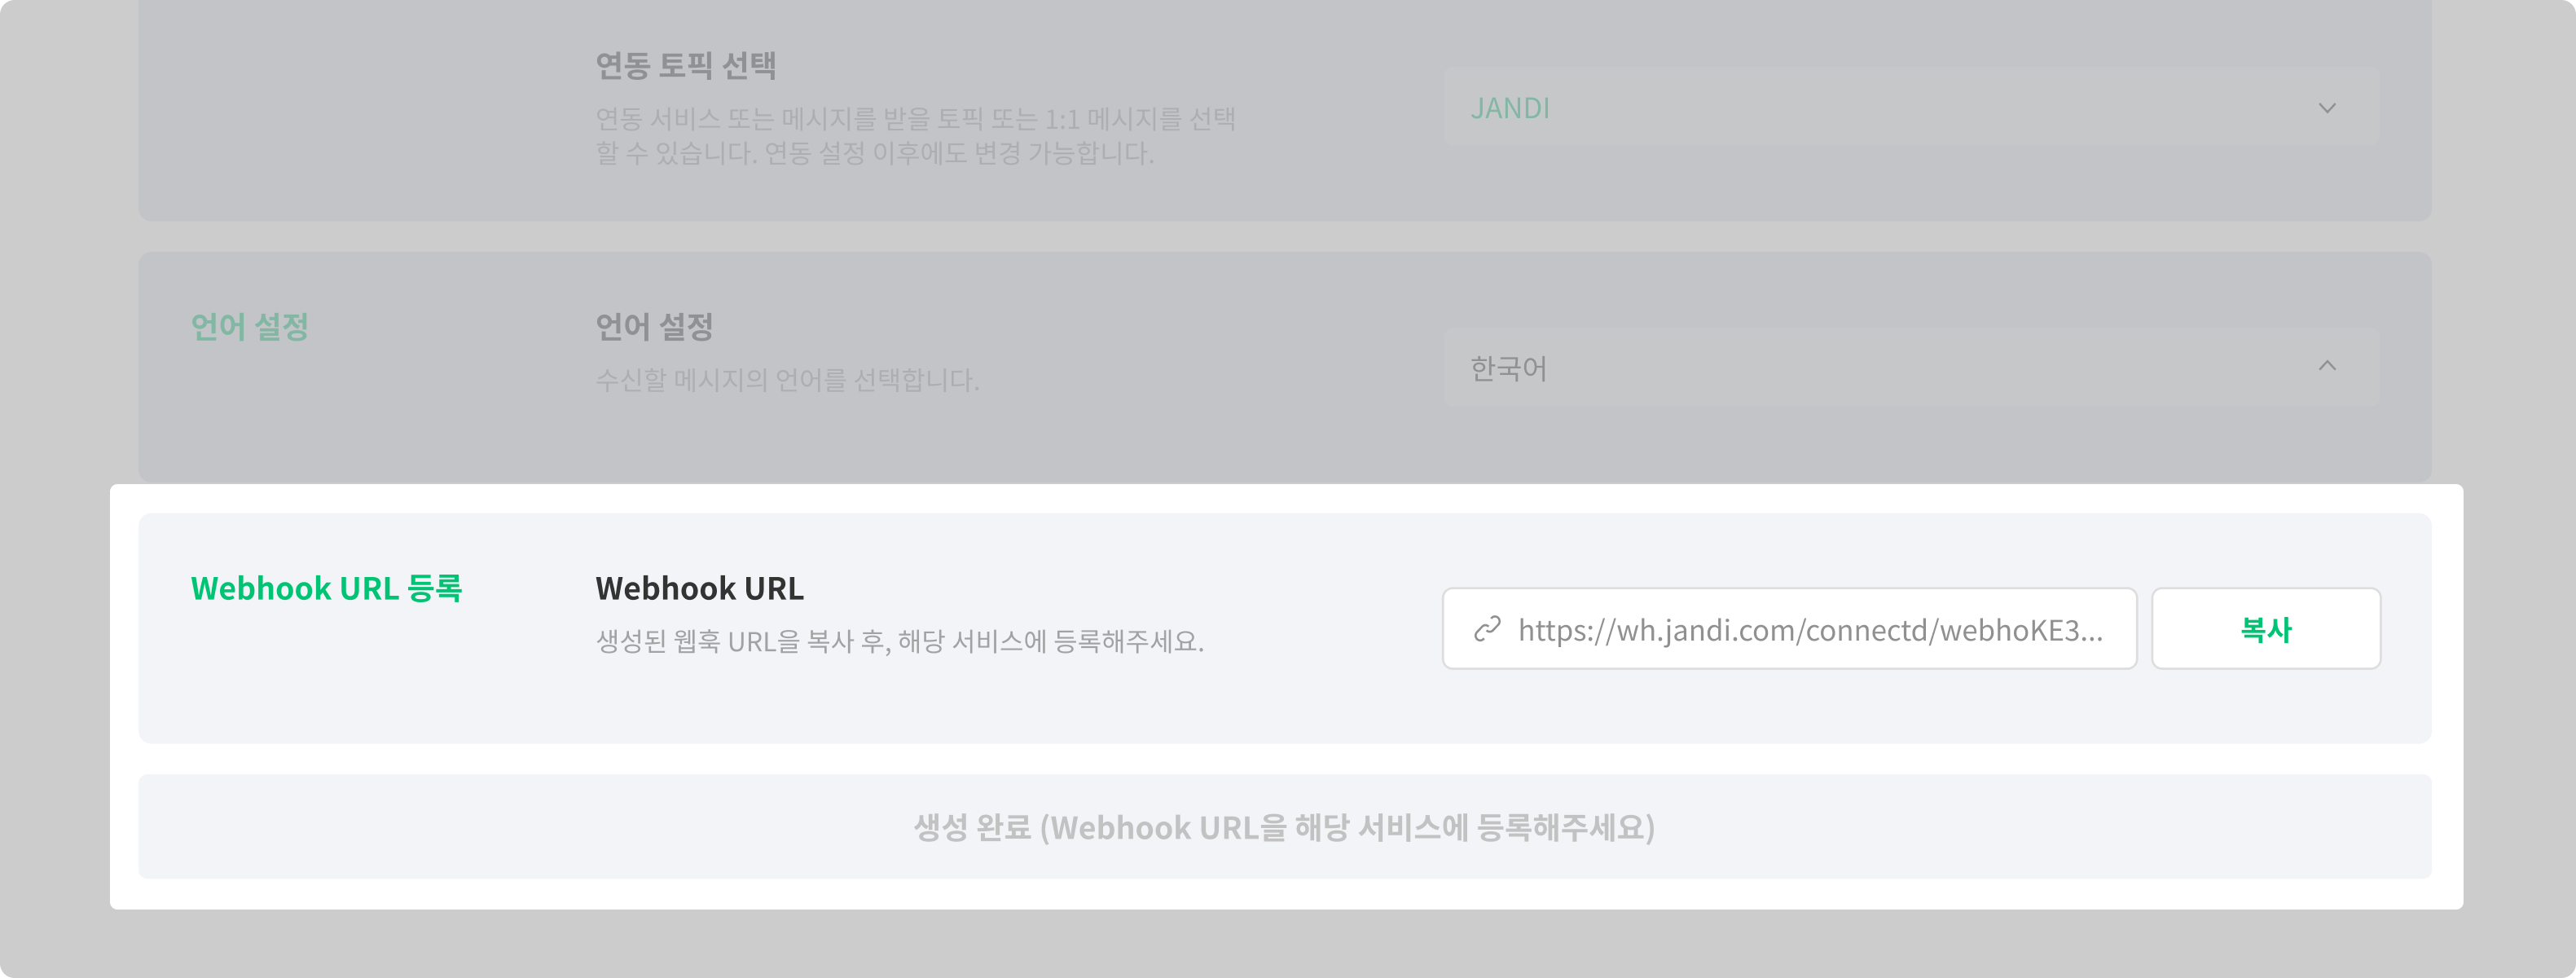 연동 토픽 선택
연동 서비스 또는 메시지를 받을 토픽 또는 1:1 메시지를 선택
할 수 있습니다. 연동 설정 이후에도 변경 가능합니다.
JANDI
언어 설정
언어 설정
수신할 메시지의 언어를 선택합니다.
한국어
Webhook URL 등록
Webhook URL
생성된 웹훅 URL을 복사 후, 해당 서비스에 등록해주세요.
https://wh.jandi.com/connectd/webhoKE3...
복사
생성 완료 (Webhook URL을 해당 서비스에 등록해주세요)